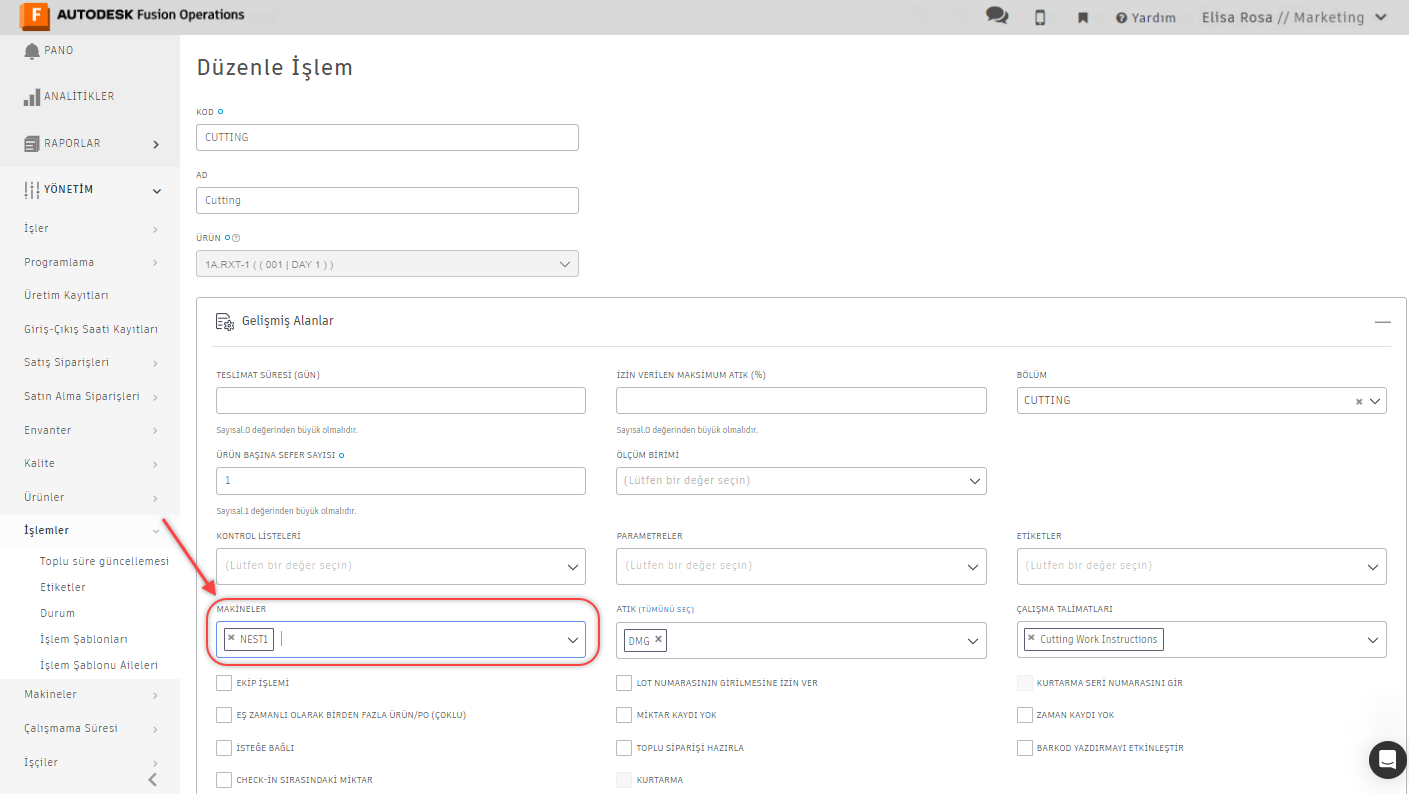 AUTODESK Fusion Operations
Yardım
Elisa Rosa // Marketing
PANO
ANALİTİKLER
RAPORLAR
YÖNETİM
İşler
Programlama
Üretim Kayıtları
Giriş-Çıkış Saati Kayıtları
Satış Siparişleri
Satın Alma Siparişleri
Envanter
Kalite
Ürünler
İşlemler
Toplu süre güncellemesi
Etiketler
Durum
İşlem Şablonları
İşlem Şablonu Aileleri
Makineler
Çalışmama Süresi
İşçiler
Düzenle İşlem
KOD
CUTTING
AD
Cutting
ÜRÜN
1A.RXT-1 ( ( 001 | DAY 1 ) )
Gelişmiş Alanlar
TESLİMAT SÜRESİ (GÜN)
İZİN VERİLEN MAKSİMUM ATIK (%)
BÖLÜM
CUTTING
Sayısal.0 değerinden büyük olmalıdır.
Sayısal.0 değerinden büyük olmalıdır.
ÜRÜN BAŞINA SEFER SAYISI
ÖLÇÜM BİRİMİ
1
(Lütfen bir değer seçin)
Sayısal.1 değerinden büyük olmalıdır.
KONTROL LİSTELERİ
PARAMETRELER
ETİKETLER
(Lütfen bir değer seçin)
(Lütfen bir değer seçin)
(Lütfen bir değer seçin)
MAKİNELER
ATIK (TÜMÜNÜ SEÇ)
ÇALIŞMA TALİMATLARI
× NEST1
DMG ×
× Cutting Work Instructions
EKİP İŞLEMİ
LOT NUMARASININ GİRİLMESİNE İZİN VER
KURTARMA SERİ NUMARASINI GİR
EŞ ZAMANLI OLARAK BİRDEN FAZLA ÜRÜN/PO (ÇOKLU)
MİKTAR KAYDI YOK
ZAMAN KAYDI YOK
İSTEĞE BAĞLI
TOPLU SİPARİŞİ HAZIRLA
BARKOD YAZDIRMAYI ETKİNLEŞTİR
CHECK-İN SIRASINDAKİ MİKTAR
KURTARMA